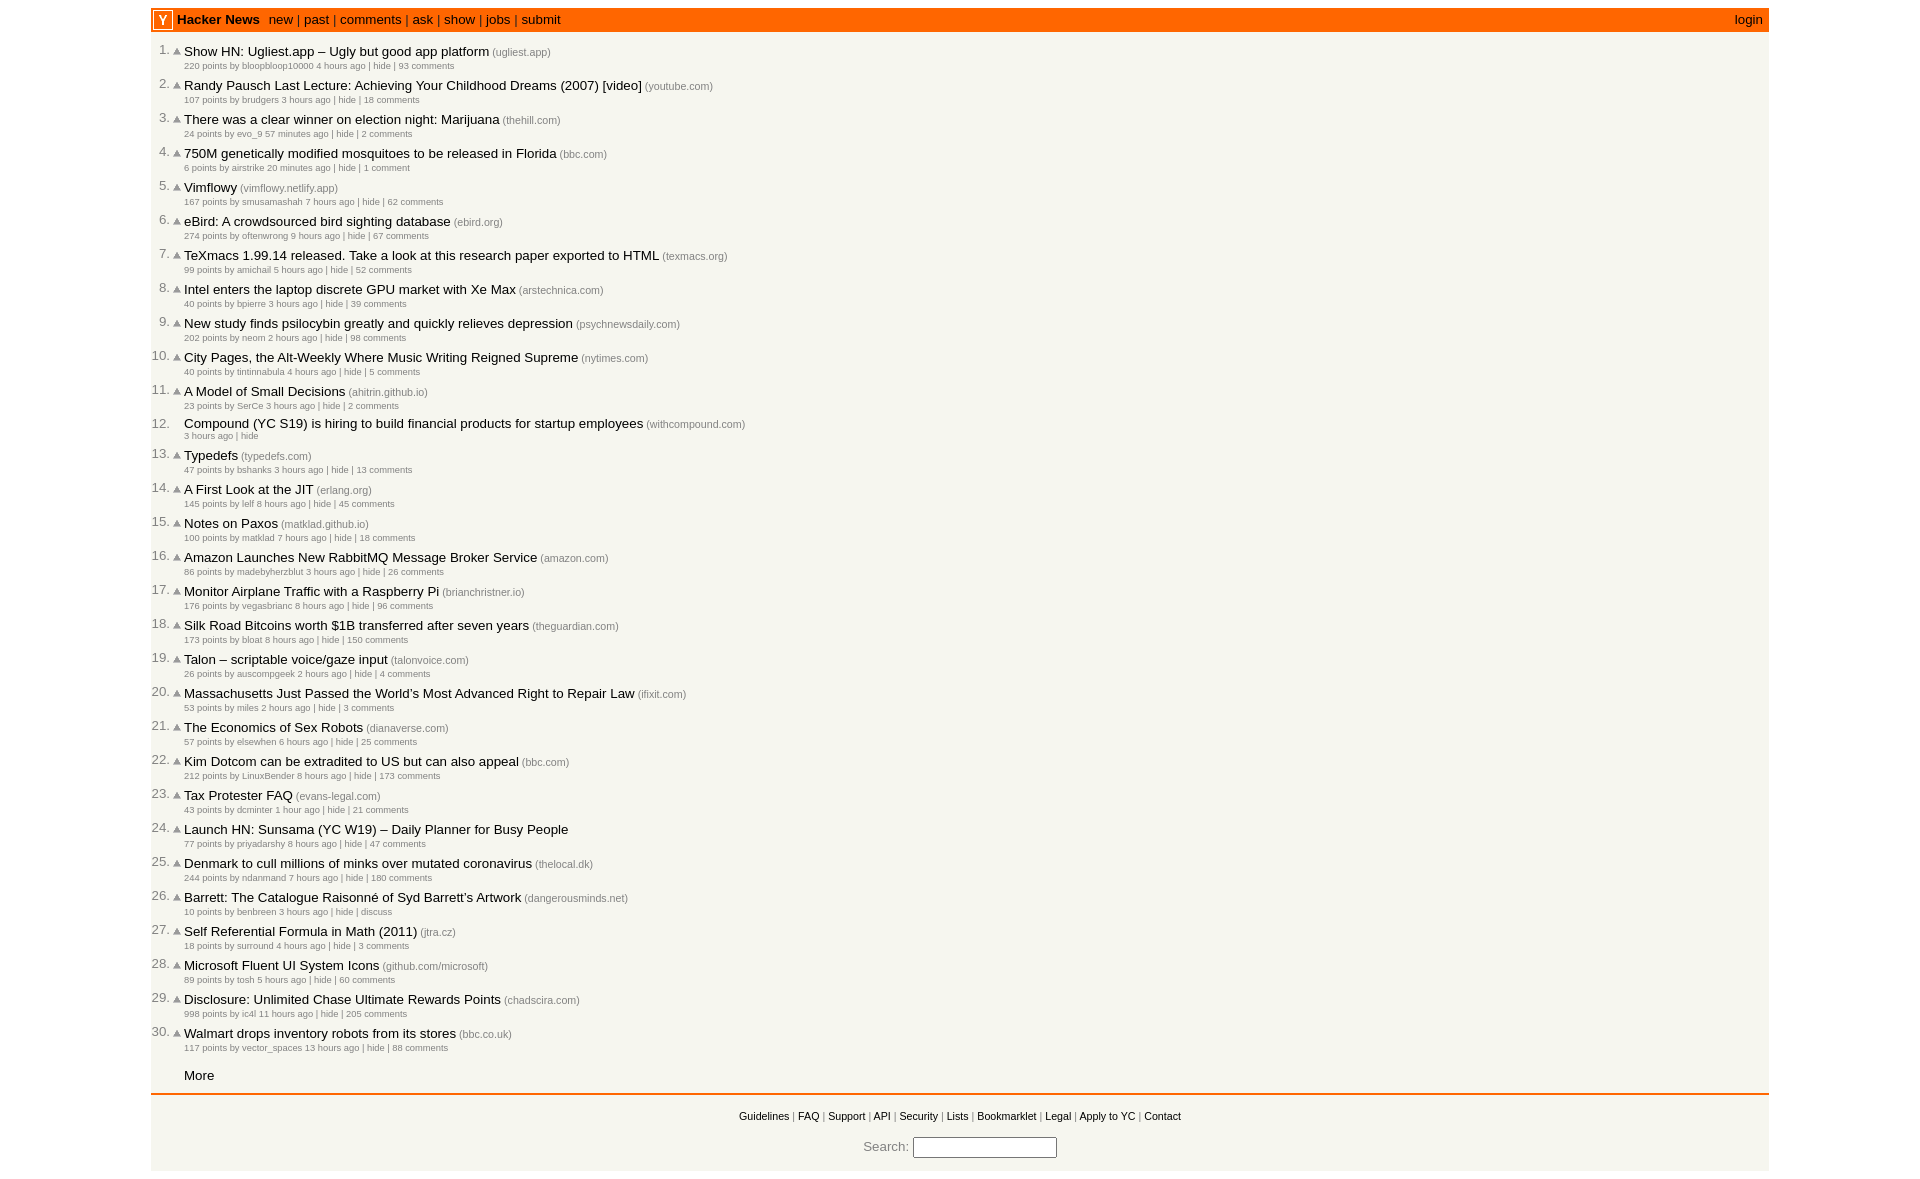 Y Hacker News new | past | comments | ask | show | jobs | submit login
1. Show HN: Ugliest.app – Ugly but good app platform (ugliest.app)
220 points by bloopbloop10000 4 hours ago | hide | 93 comments
2. Randy Pausch Last Lecture: Achieving Your Childhood Dreams (2007) [video] (youtube.com)
107 points by brudgers 3 hours ago | hide | 18 comments
3. There was a clear winner on election night: Marijuana (thehill.com)
24 points by evo_9 57 minutes ago | hide | 2 comments
4. 750M genetically modified mosquitoes to be released in Florida (bbc.com)
6 points by airstrike 20 minutes ago | hide | 1 comment
5. Vimflowy (vimflowy.netlify.app)
167 points by smusamashah 7 hours ago | hide | 62 comments
6. eBird: A crowdsourced bird sighting database (ebird.org)
274 points by oftenwrong 9 hours ago | hide | 67 comments
7. TeXmacs 1.99.14 released. Take a look at this research paper exported to HTML (texmacs.org)
99 points by amichail 5 hours ago | hide | 52 comments
8. Intel enters the laptop discrete GPU market with Xe Max (arstechnica.com)
40 points by bpierre 3 hours ago | hide | 39 comments
9. New study finds psilocybin greatly and quickly relieves depression (psychnewsdaily.com)
202 points by neom 2 hours ago | hide | 98 comments
10. City Pages, the Alt-Weekly Where Music Writing Reigned Supreme (nytimes.com)
40 points by tintinnabula 4 hours ago | hide | 5 comments
11. A Model of Small Decisions (ahitrin.github.io)
23 points by SerCe 3 hours ago | hide | 2 comments
12. Compound (YC S19) is hiring to build financial products for startup employees (withcompound.com)
3 hours ago | hide
13. Typedefs (typedefs.com)
47 points by bshanks 3 hours ago | hide | 13 comments
14. A First Look at the JIT (erlang.org)
145 points by lelf 8 hours ago | hide | 45 comments
15. Notes on Paxos (matklad.github.io)
100 points by matklad 7 hours ago | hide | 18 comments
16. Amazon Launches New RabbitMQ Message Broker Service (amazon.com)
86 points by madebyherzblut 3 hours ago | hide | 26 comments
17. Monitor Airplane Traffic with a Raspberry Pi (brianchristner.io)
176 points by vegasbrianc 8 hours ago | hide | 96 comments
18. Silk Road Bitcoins worth $1B transferred after seven years (theguardian.com)
173 points by bloat 8 hours ago | hide | 150 comments
19. Talon – scriptable voice/gaze input (talonvoice.com)
26 points by auscompgeek 2 hours ago | hide | 4 comments
20. Massachusetts Just Passed the World’s Most Advanced Right to Repair Law (ifixit.com)
53 points by miles 2 hours ago | hide | 3 comments
21. The Economics of Sex Robots (dianaverse.com)
57 points by elsewhen 6 hours ago | hide | 25 comments
22. Kim Dotcom can be extradited to US but can also appeal (bbc.com)
212 points by LinuxBender 8 hours ago | hide | 173 comments
23. Tax Protester FAQ (evans-legal.com)
43 points by dcminter 1 hour ago | hide | 21 comments
24. Launch HN: Sunsama (YC W19) – Daily Planner for Busy People
77 points by priyadarshy 8 hours ago | hide | 47 comments
25. Denmark to cull millions of minks over mutated coronavirus (thelocal.dk)
244 points by ndanmand 7 hours ago | hide | 180 comments
26. Barrett: The Catalogue Raisonné of Syd Barrett’s Artwork (dangerousminds.net)
10 points by benbreen 3 hours ago | hide | discuss
27. Self Referential Formula in Math (2011) (jtra.cz)
18 points by surround 4 hours ago | hide | 3 comments
28. Microsoft Fluent UI System Icons (github.com/microsoft)
89 points by tosh 5 hours ago | hide | 60 comments
29. Disclosure: Unlimited Chase Ultimate Rewards Points (chadscira.com)
998 points by ic4l 11 hours ago | hide | 205 comments
30. Walmart drops inventory robots from its stores (bbc.co.uk)
117 points by vector_spaces 13 hours ago | hide | 88 comments
More
Guidelines | FAQ | Support | API | Security | Lists | Bookmarklet | Legal | Apply to YC | Contact
Search: